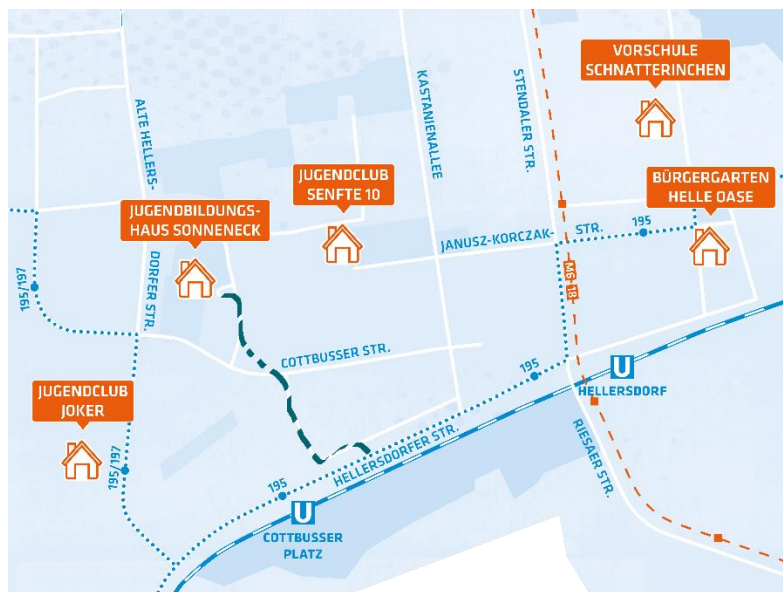 VORSCHULE
SCHNATTERINCHEN
ALTE HELLERS-
DORFER STR.
KASTANIENALLEE
STENDALER STR.
JUGENDCLUB
SENFTE 10
BÜRGERGARTEN
HELLE OASE
JUGENDBILDUNGS-
HAUS SONNENECK
JANUSZ-KORCZAK-
STR.
195
195/197
M6 18
COTTBUSSER STR.
195
U
HELLERSDORF
JUGENDCLUB
JOKER
195/197
HELLERSDORFER STR.
RIESAER STR.
195
U
COTTBUSSER
PLATZ